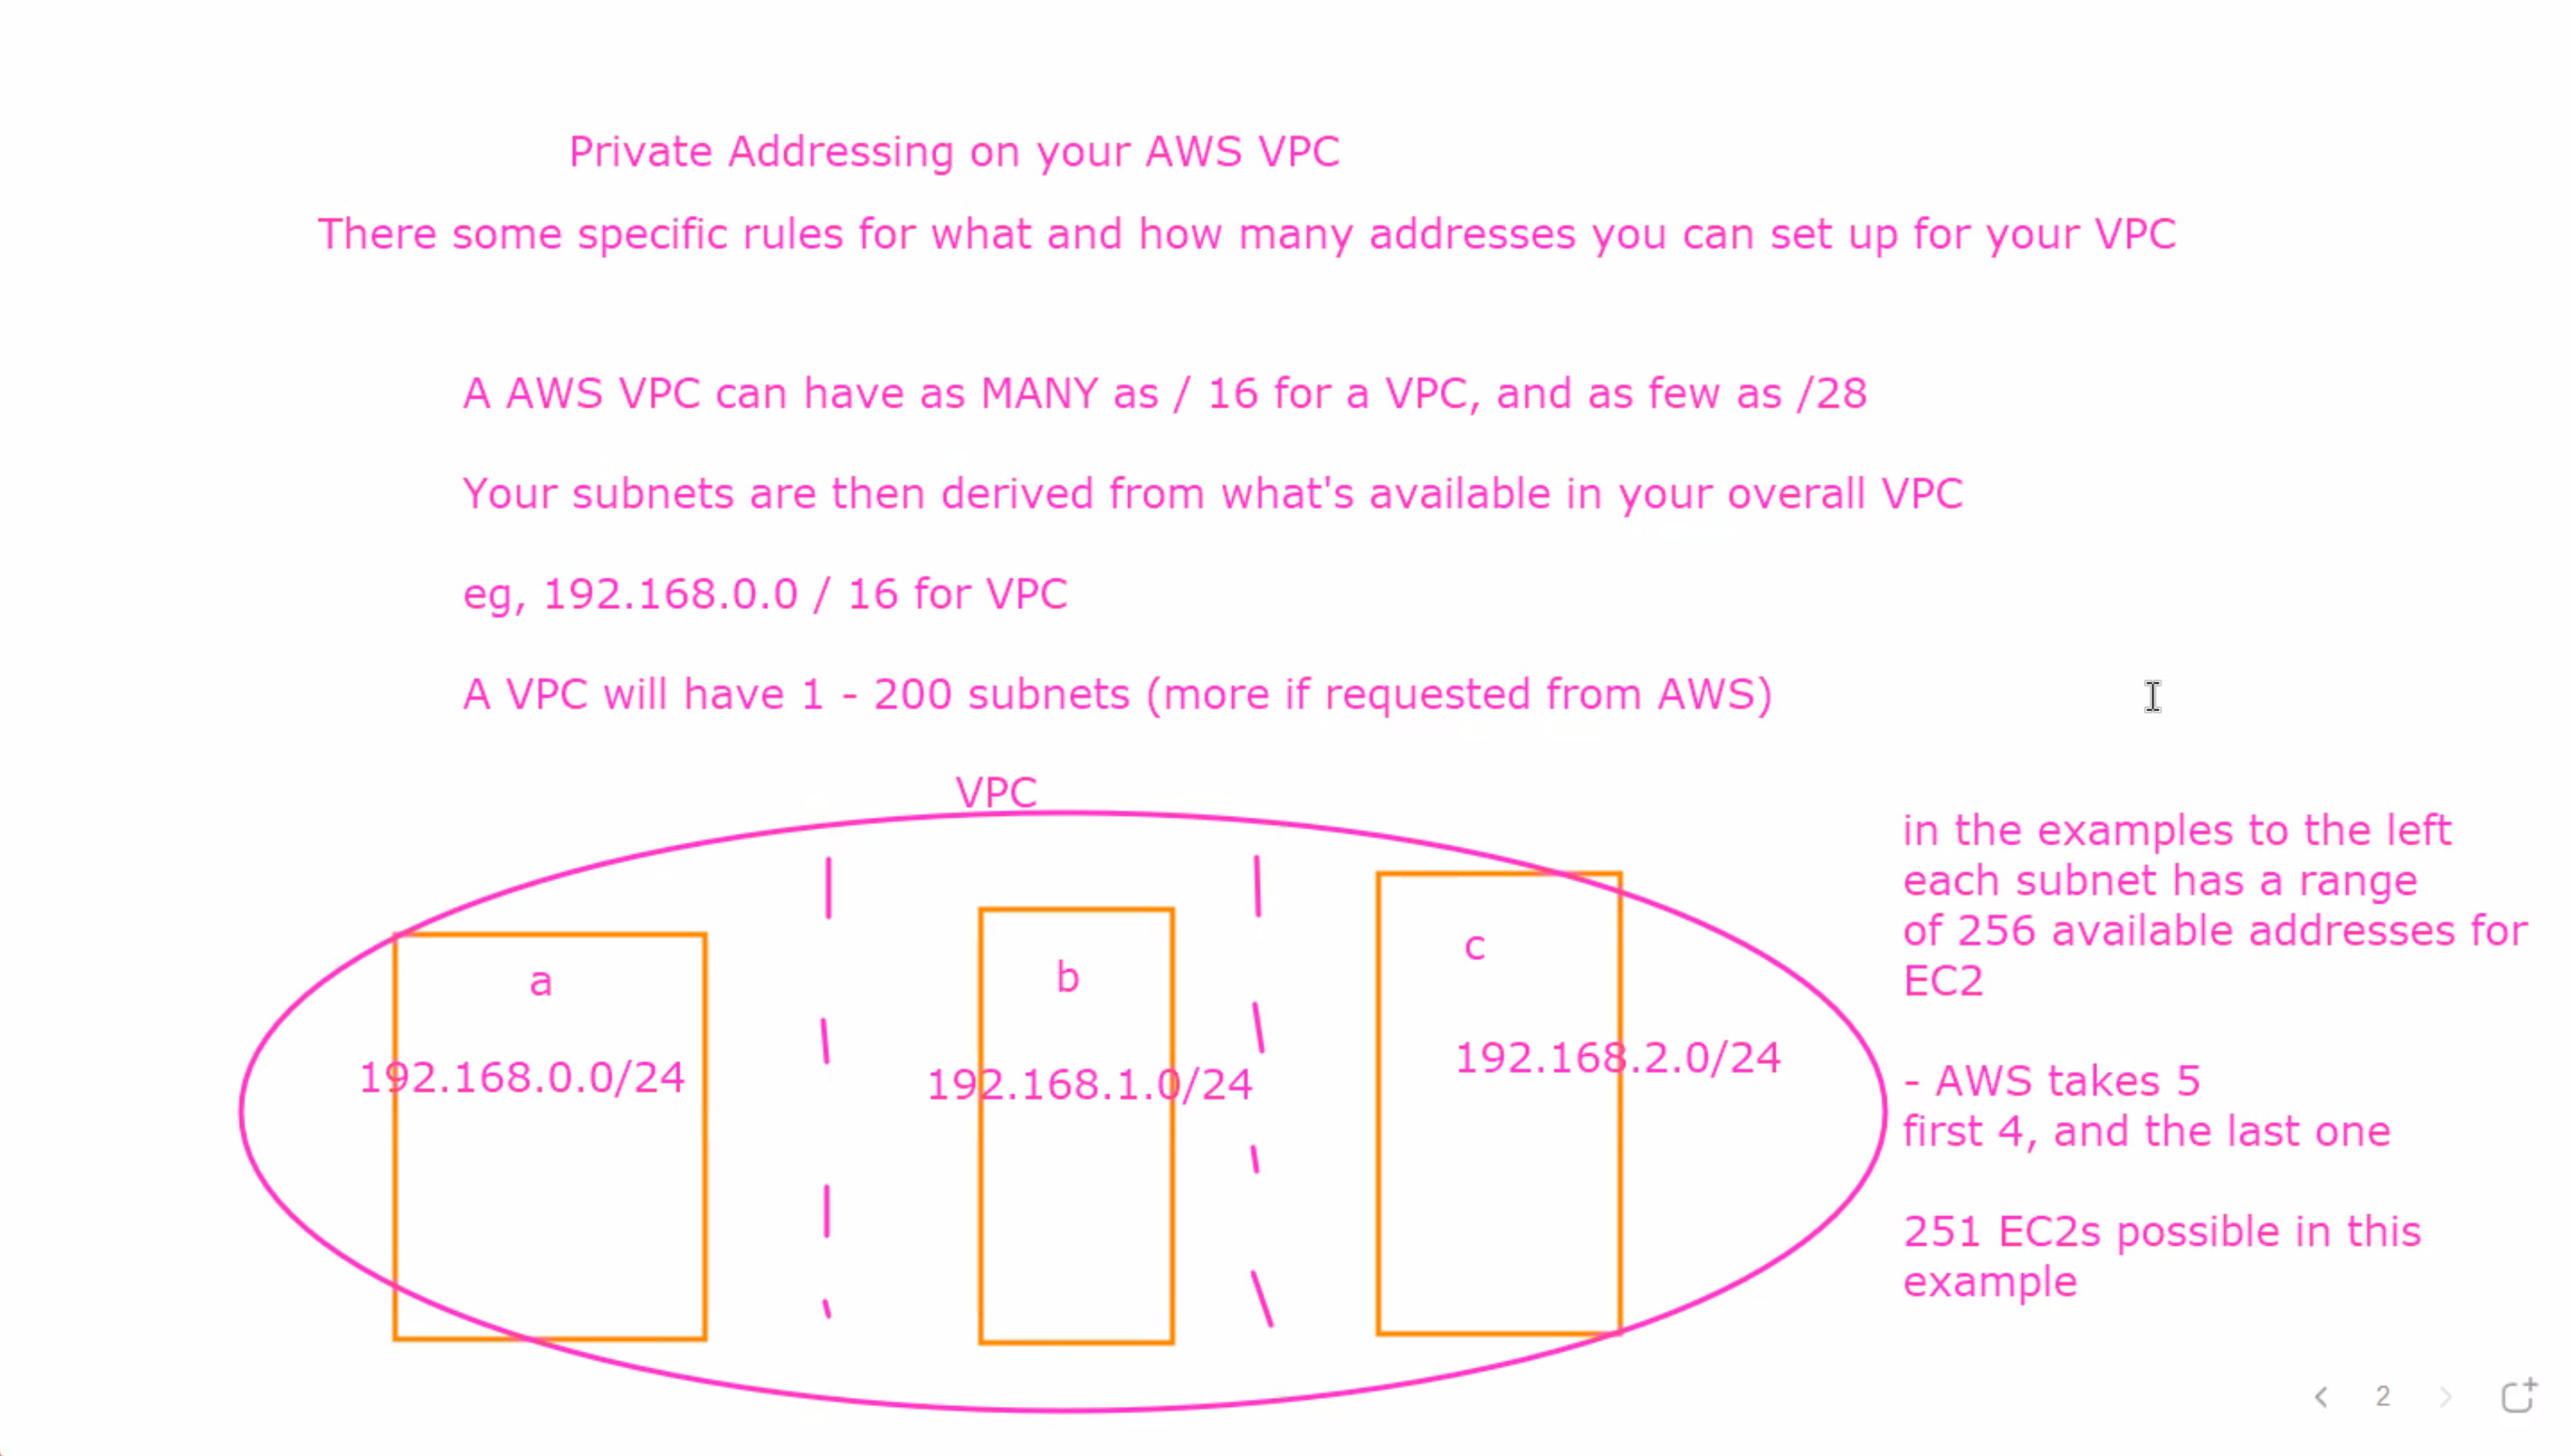 Private Addressing on your AWS VPC
There some specific rules for what and how many addresses you can set up for your VPC
A AWS VPC can have as MANY as / 16 for a VPC, and as few as /28
Your subnets are then derived from what's available in your overall VPC
eg, 192.168.0.0 / 16 for VPC
A VPC will have 1 - 200 subnets (more if requested from AWS)
VPC
a
192.168.0.0/24
b
192.168.1.0/24
c
192.168.2.0/24
in the examples to the left
each subnet has a range
of 256 available addresses for
EC2
- AWS takes 5
first 4, and the last one
251 EC2s possible in this
example
2